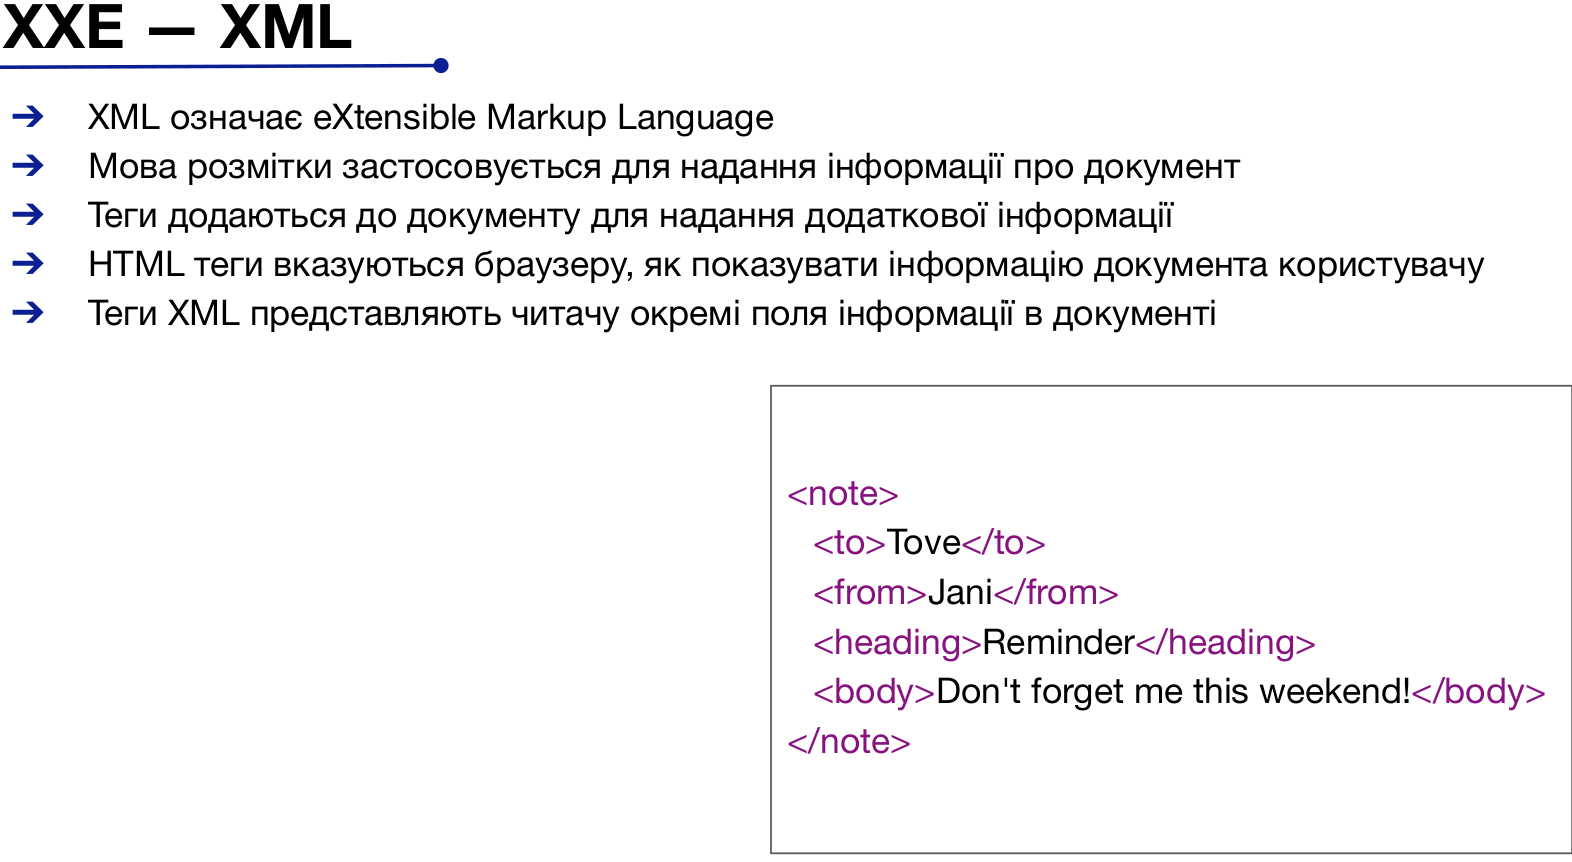 XXE — XML
➔ XML означає eXtensible Markup Language
➔ Мова розмітки застосовується для надання інформації про документ
➔ Теги додаються до документу для надання додаткової інформації
➔ HTML теги вказуються браузеру, як показувати інформацію документа користувачу
➔ Теги XML представляють читачу окремі поля інформації в документі
<note>
<to>Tove</to>
<from>Jani</from>
<heading>Reminder</heading>
<body>Don't forget me this weekend!</body>
</note>